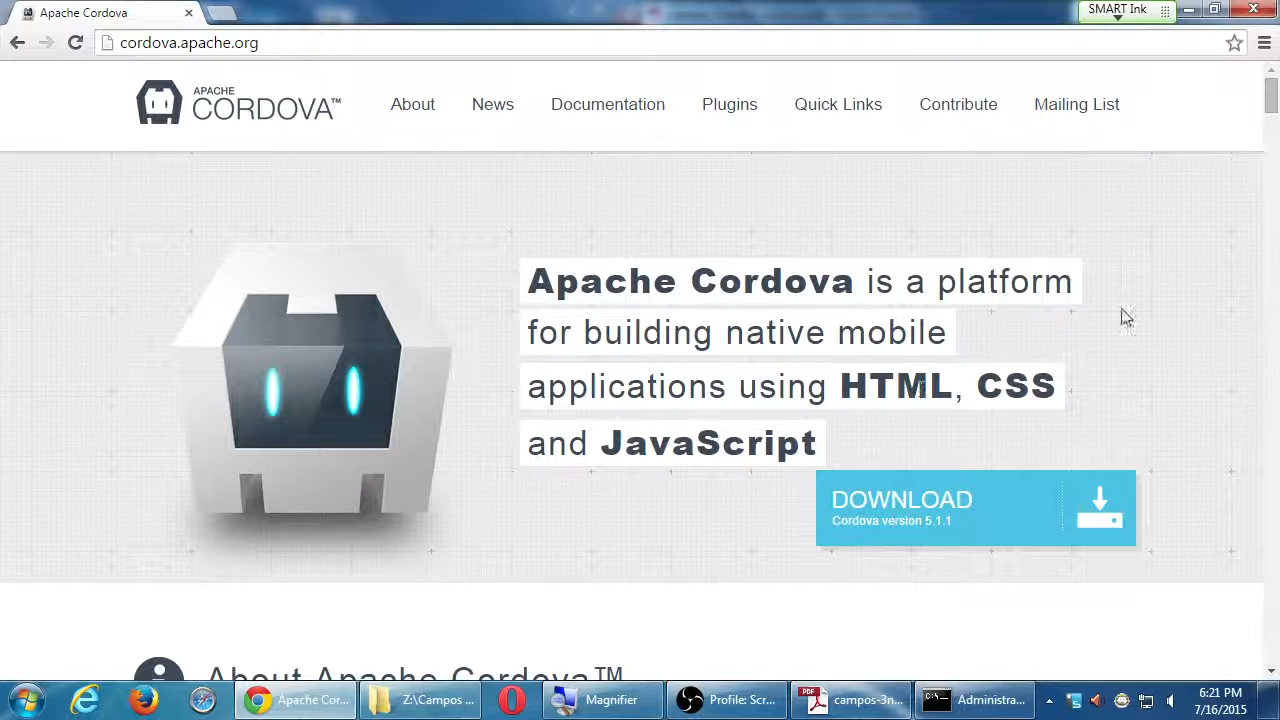 Apache Cordova
SMART Ink
cordova.apache.org
APACHE
CORDOVA™
About
News
Documentation
Plugins
Quick Links
Contribute
Mailing List
Apache Cordova is a platform
for building native mobile
applications using HTML, CSS
and JavaScript
DOWNLOAD
Cordova version 5.1.1
About Apache Cordova™
Apache Cor...
Z:\Campos ...
Magnifier
Profile: Scr...
PDF
campos-3n...
Administra...
6:21 PM
7/16/2015